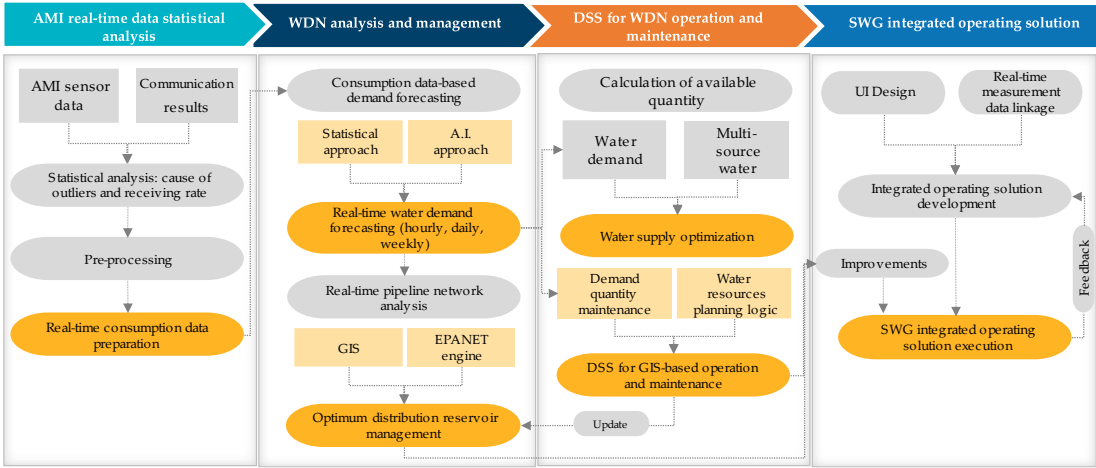 AMI real-time data statistical
analysis
WDN analysis and management
DSS for WDN operation and
maintenance
SWG integrated operating solution
AMI sensor
data
Communication
results
Statistical analysis: cause of
outliers and receiving rate
Pre-processing
Real-time consumption data
preparation
Consumption data-based
demand forecasting
Statistical
approach
A.I.
approach
Real-time water demand
forecasting (hourly, daily,
weekly)
Real-time pipeline network
analysis
GIS
EPANET
engine
Optimum distribution reservoir
management
Calculation of available
quantity
Water
demand
Multi-
source
water
Water supply optimization
Demand
quantity
maintenance
Water
resources
planning logic
DSS for GIS-based operation
and maintenance
Update
UI Design
Real-time
measurement
data linkage
Integrated operating solution
development
Improvements
Feedback
SWG integrated operating
solution execution